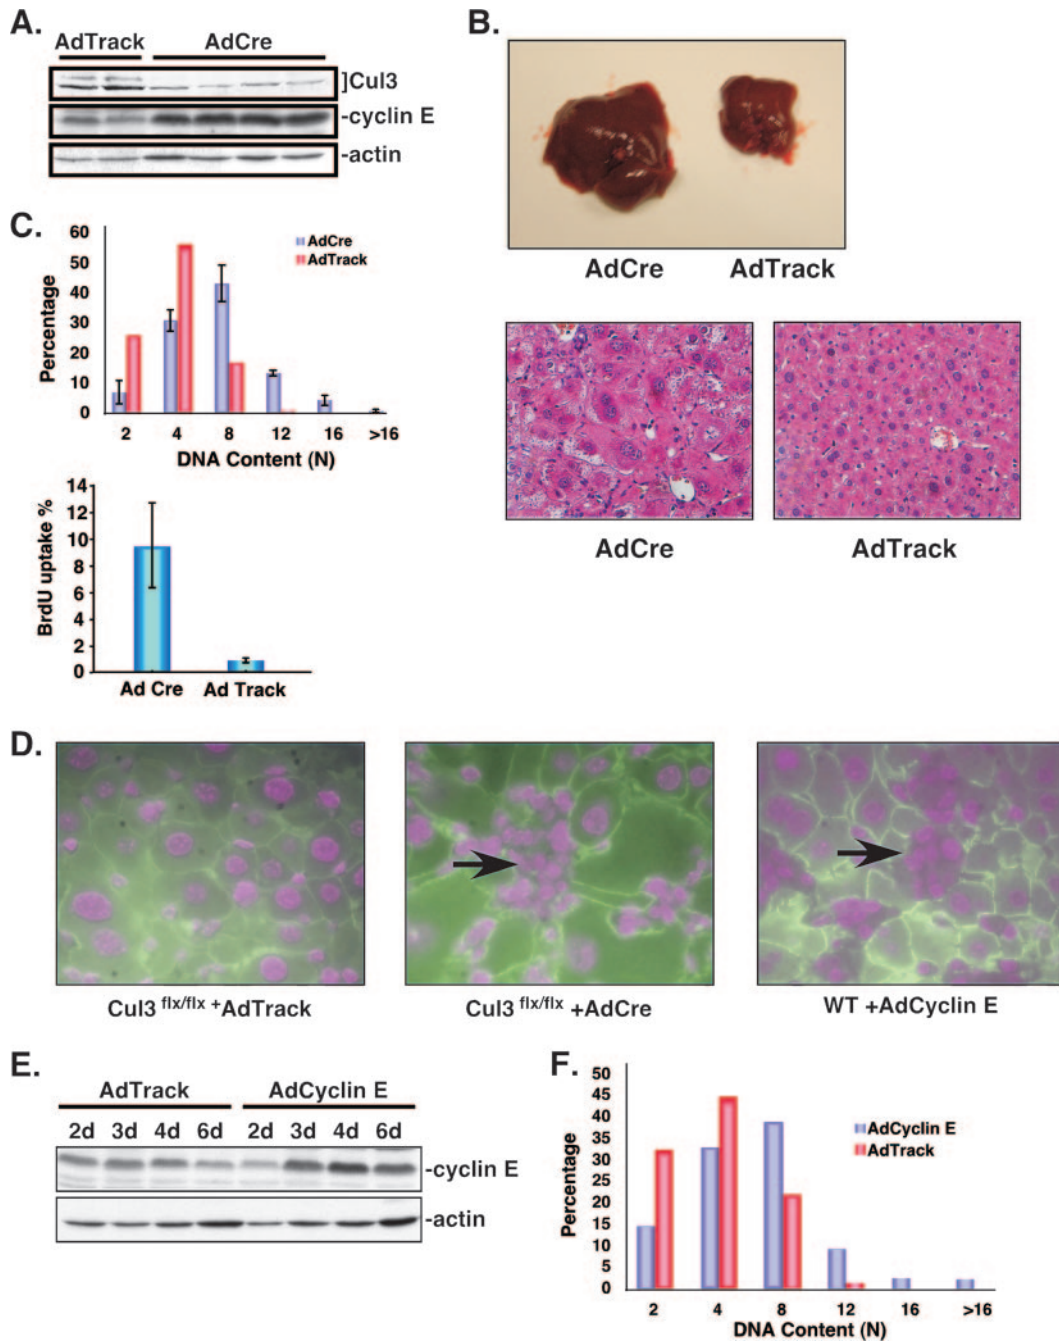 A.
AdTrack AdCre
]Cul3
-cyclin E
-actin
B.
AdCre AdTrack
AdCre AdTrack
C.
60
50
40
30
20
10
0
Percentage
AdCre
AdTrack
2 4 8 12 16 >16
DNA Content (N)
14
12
10
8
6
4
2
0
BrdU uptake %
Ad Cre Ad Track
D.
Cul3 flx/flx +AdTrack
Cul3 flx/flx +AdCre
WT +AdCyclin E
E.
AdTrack AdCyclin E
2d 3d 4d 6d 2d 3d 4d 6d
-cyclin E
-actin
F.
50
45
40
35
30
25
20
15
10
5
0
Percentage
AdCyclin E
AdTrack
2 4 8 12 16 >16
DNA Content (N)